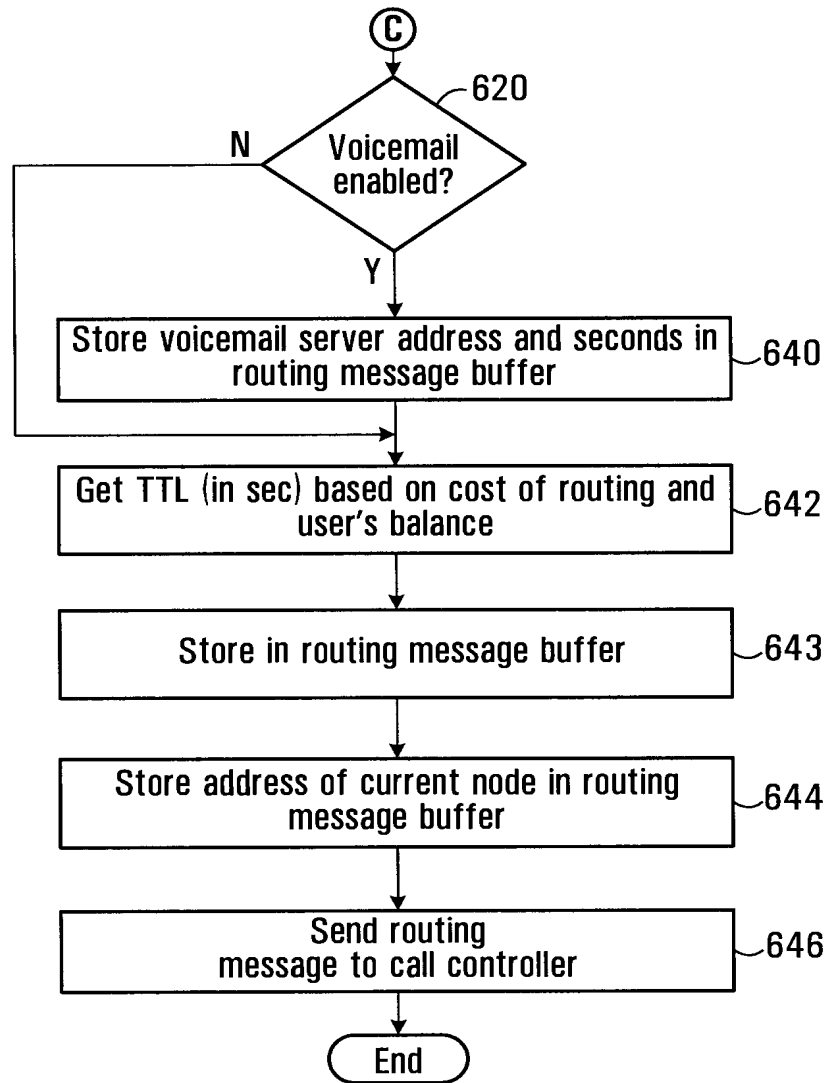 C
620
N
Voicemail
enabled?
Y
Store voicemail server address and seconds in
routing message buffer
640
Get TTL (in sec) based on cost of routing and
user's balance
642
Store in routing message buffer
643
Store address of current node in routing
message buffer
644
Send routing
message to call controller
646
End